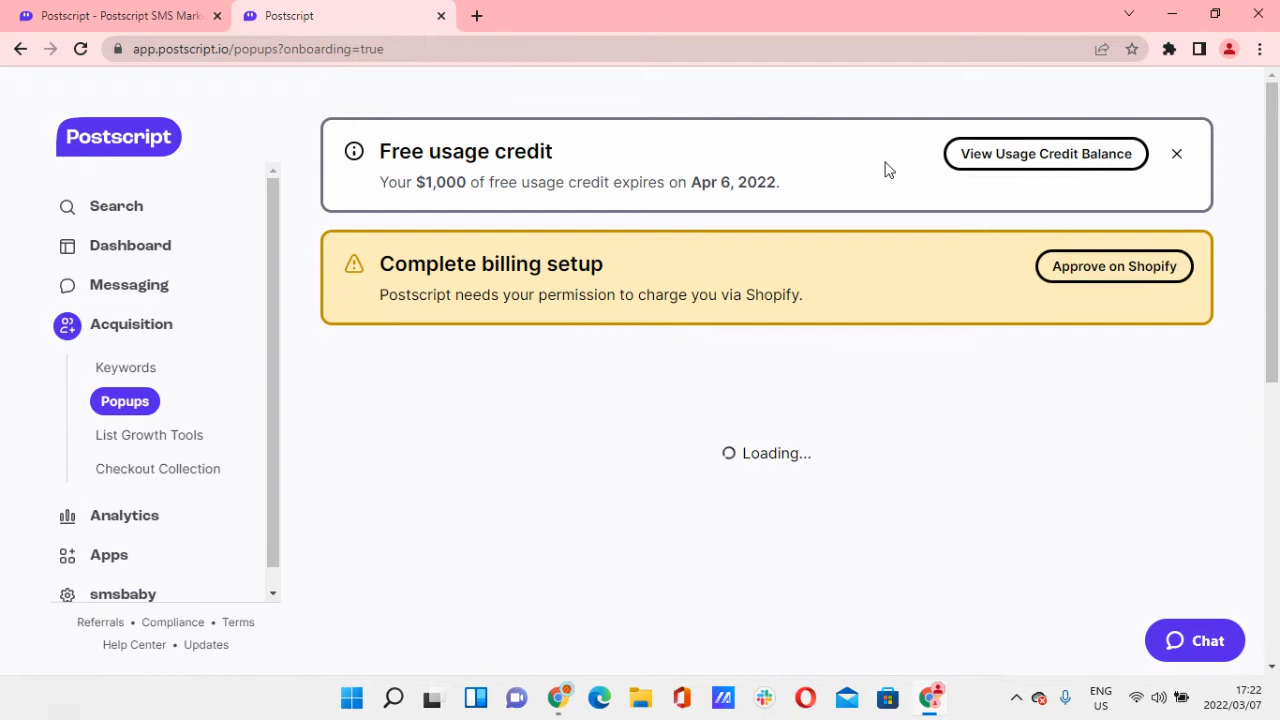 Postscript - Postscript SMS Mark
Postscript
app.postscript.io/popups?onboarding=true
Postscript
Search
Dashboard
Messaging
Acquisition
Keywords
Popups
List Growth Tools
Checkout Collection
Analytics
Apps
smsbaby
Referrals • Compliance • Terms
Help Center • Updates
Free usage credit
Your $1,000 of free usage credit expires on Apr 6, 2022.
View Usage Credit Balance
Complete billing setup
Postscript needs your permission to charge you via Shopify.
Approve on Shopify
Loading...
Chat
ENG
US
17:22
2022/03/07